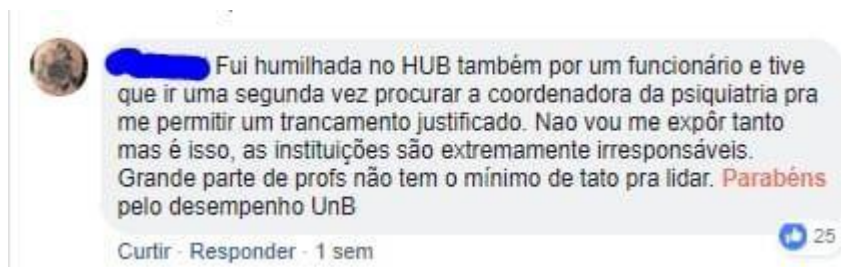 Fui humilhada no HUB também por um funcionário e tive
que ir uma segunda vez procurar a coordenadora da psiquiatria pra
me permitir um trancamento justificado. Nao vou me expôr tanto
mas é isso, as instituições são extremamente irresponsáveis.
Grande parte de profs não tem o mínimo de tato pra lidar. Parabéns
pelo desempenho UnB
25
Curtir · Responder · 1 sem